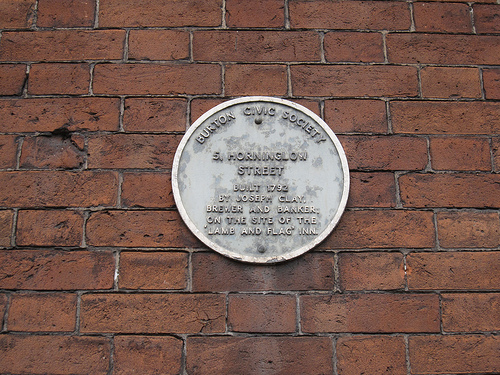 BURTON CIVIC SOCIETY
5, HORNINGLOW
STREET
BUILT 1792
BY JOSEPH CLAY,
BREWER AND BANKER,
ON THE SITE OF THE
'LAMB AND FLAG' INN.